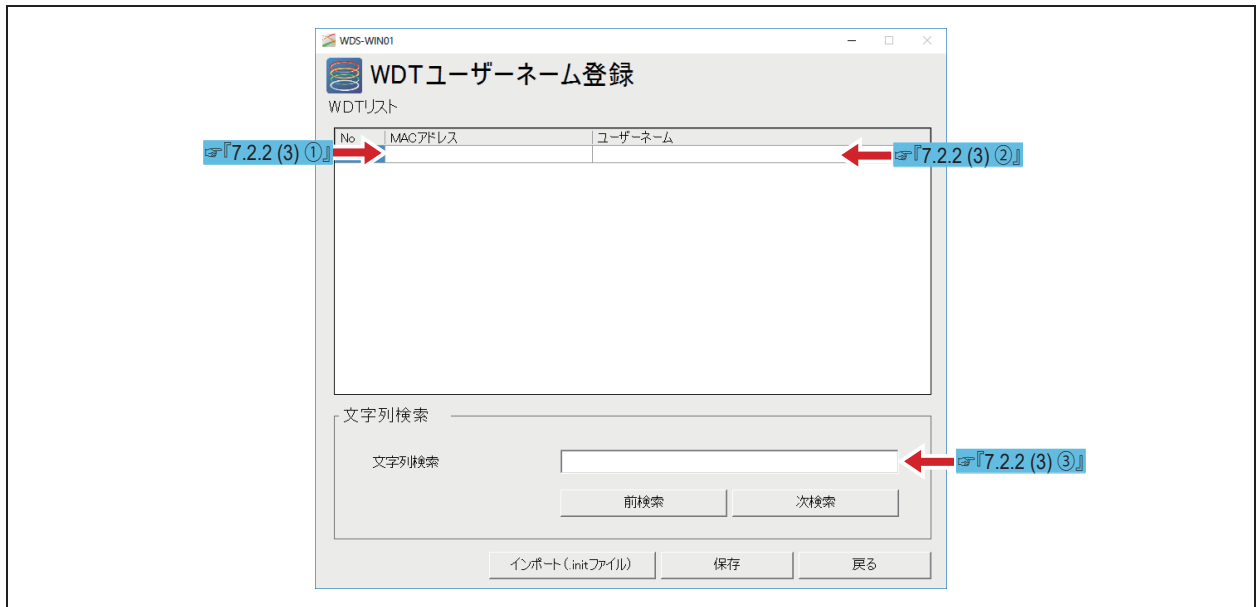 WDS-WIN01
WDTユーザーネーム登録
WDTリスト
No MACアドレス ユーザーネーム
☞『7.2.2 (3) ①』
☞『7.2.2 (3) ②』
文字列検索
文字列検索
☞『7.2.2 (3) ③』
前検索 次検索
インポート(.initファイル) 保存 戻る